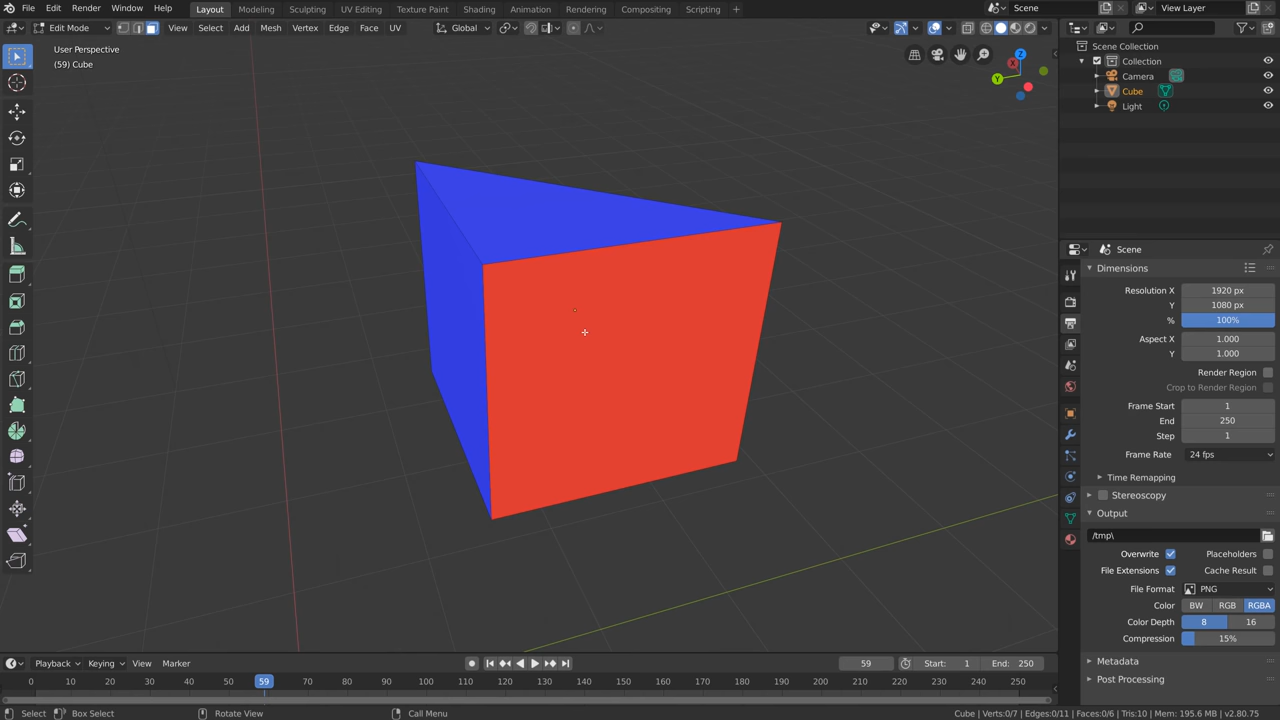 File Edit Render Window Help Layout Modeling Sculpting UV Editing Texture Paint Shading Animation Rendering Compositing Scripting Scene View Layer
Edit Mode View Select Add Mesh Vertex Edge Face UV Global
User Perspective
(59) Cube
Z
X
Y
Scene Collection
Collection
Camera
Cube
Light
Scene
Dimensions
Resolution X 1920 px
Y 1080 px
% 100%
Aspect X 1.000
Y 1.000
Render Region
Crop to Render Region
Frame Start 1
End 250
Step 1
Frame Rate 24 fps
Time Remapping
Stereoscopy
Output
/tmp\
Overwrite Placeholders
File Extensions Cache Result
File Format PNG
Color BW RGB RGBA
Color Depth 8 16
Compression 15%
Metadata
Post Processing
Playback Keying View Marker 59 Start: 1 End: 250
0 10 20 30 40 50 59 70 80 90 100 110 120 130 140 150 160 170 180 190 200 210 220 230 240 250
Select Box Select Rotate View Call Menu Cube | Verts:0/7 | Edges:0/11 | Faces:0/6 | Tris:10 | Mem: 195.6 MB | v2.80.75